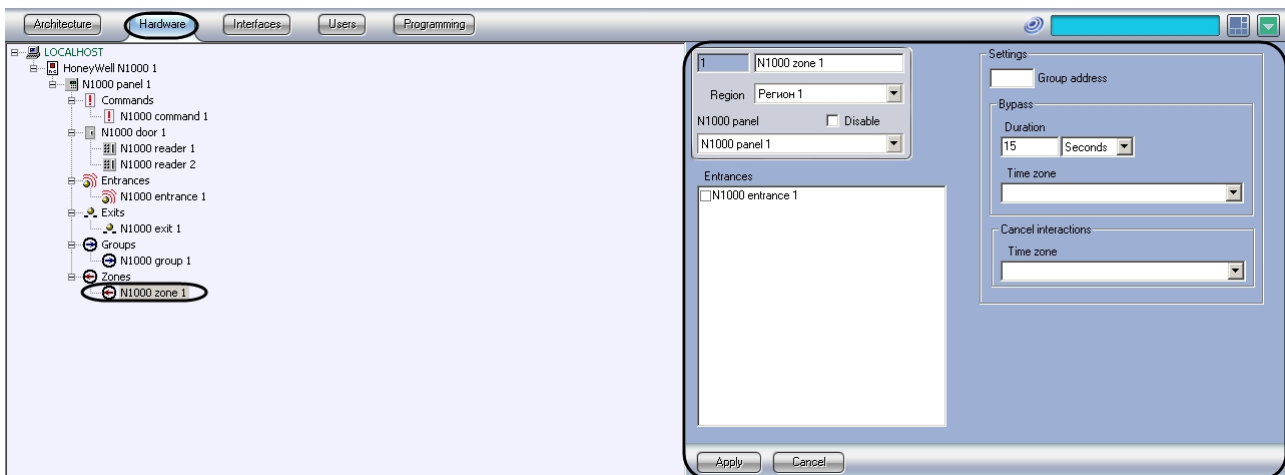 Architecture Hardware Interfaces Users Programming
LOCALHOST
HoneyWell N1000 1
N1000 panel 1
Commands
N1000 command 1
N1000 door 1
N1000 reader 1
N1000 reader 2
Entrances
N1000 entrance 1
Exits
N1000 exit 1
Groups
N1000 group 1
Zones
N1000 zone 1
1 N1000 zone 1
Region Регион 1
N1000 panel Disable
N1000 panel 1
Entrances
N1000 entrance 1
Settings
Group address
Bypass
Duration
15 Seconds
Time zone
Cancel interactions
Time zone
Apply Cancel